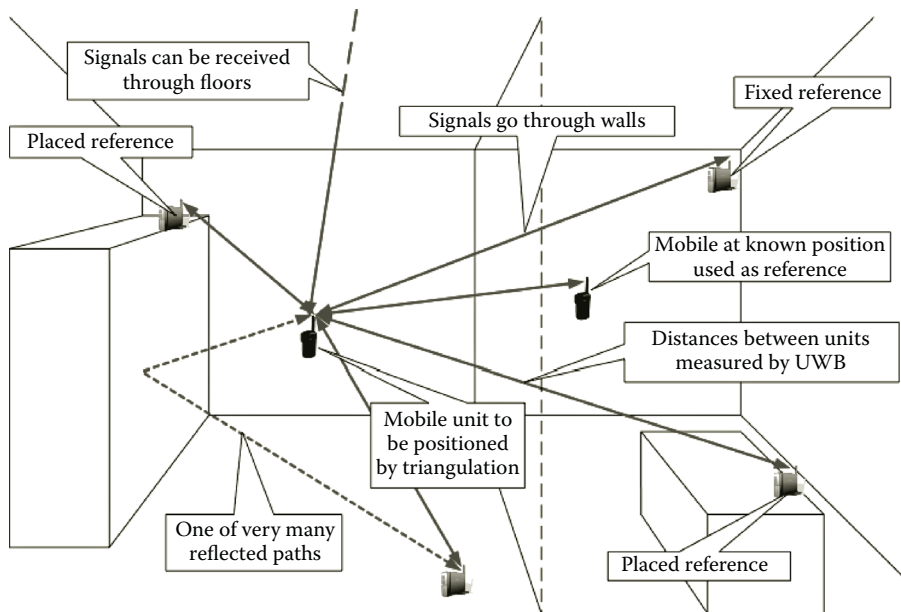 Signals can be received
through floors
Fixed reference
Signals go through walls
Placed reference
Mobile at known position
used as reference
Distances between units
measured by UWB
Mobile unit to
be positioned
by triangulation
One of very many
reflected paths
Placed reference